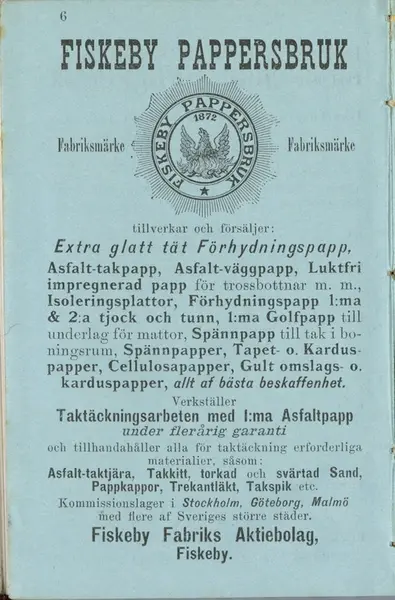 6
FISKEBY PAPPERSBRUK
FISKEBY PAPPERSBRUK
1872
Fabriksmärke
Fabriksmärke
tillverkar och försäljer:
Extra glatt tät Förhydningspapp,
Asfalt-takpapp, Asfalt-väggpapp, Luktfri
impregnerad papp för trossbottnar m. m.,
Isoleringsplattor, Förhydningspapp 1:ma
& 2:a tjock och tunn, 1:ma Golfpapp till
underlag för mattor, Spännpapp till tak i bo-
ningsrum, Spännpapper, Tapet- o. Kardus-
papper, Cellulosapapper, Gult omslags- o.
karduspapper, allt af bästa beskaffenhet.
Verkställer
Taktäckningsarbeten med 1:ma Asfaltpapp
under flerårig garanti
och tillhandahåller alla för taktäckning erforderliga
materialier, såsom:
Asfalt-taktjära, Takkitt, torkad och svärtad Sand,
Pappkappor, Trekantläkt, Takspik etc.
Kommissionslager i Stockholm, Göteborg, Malmö
med flere af Sveriges större städer.
Fiskeby Fabriks Aktiebolag,
Fiskeby.